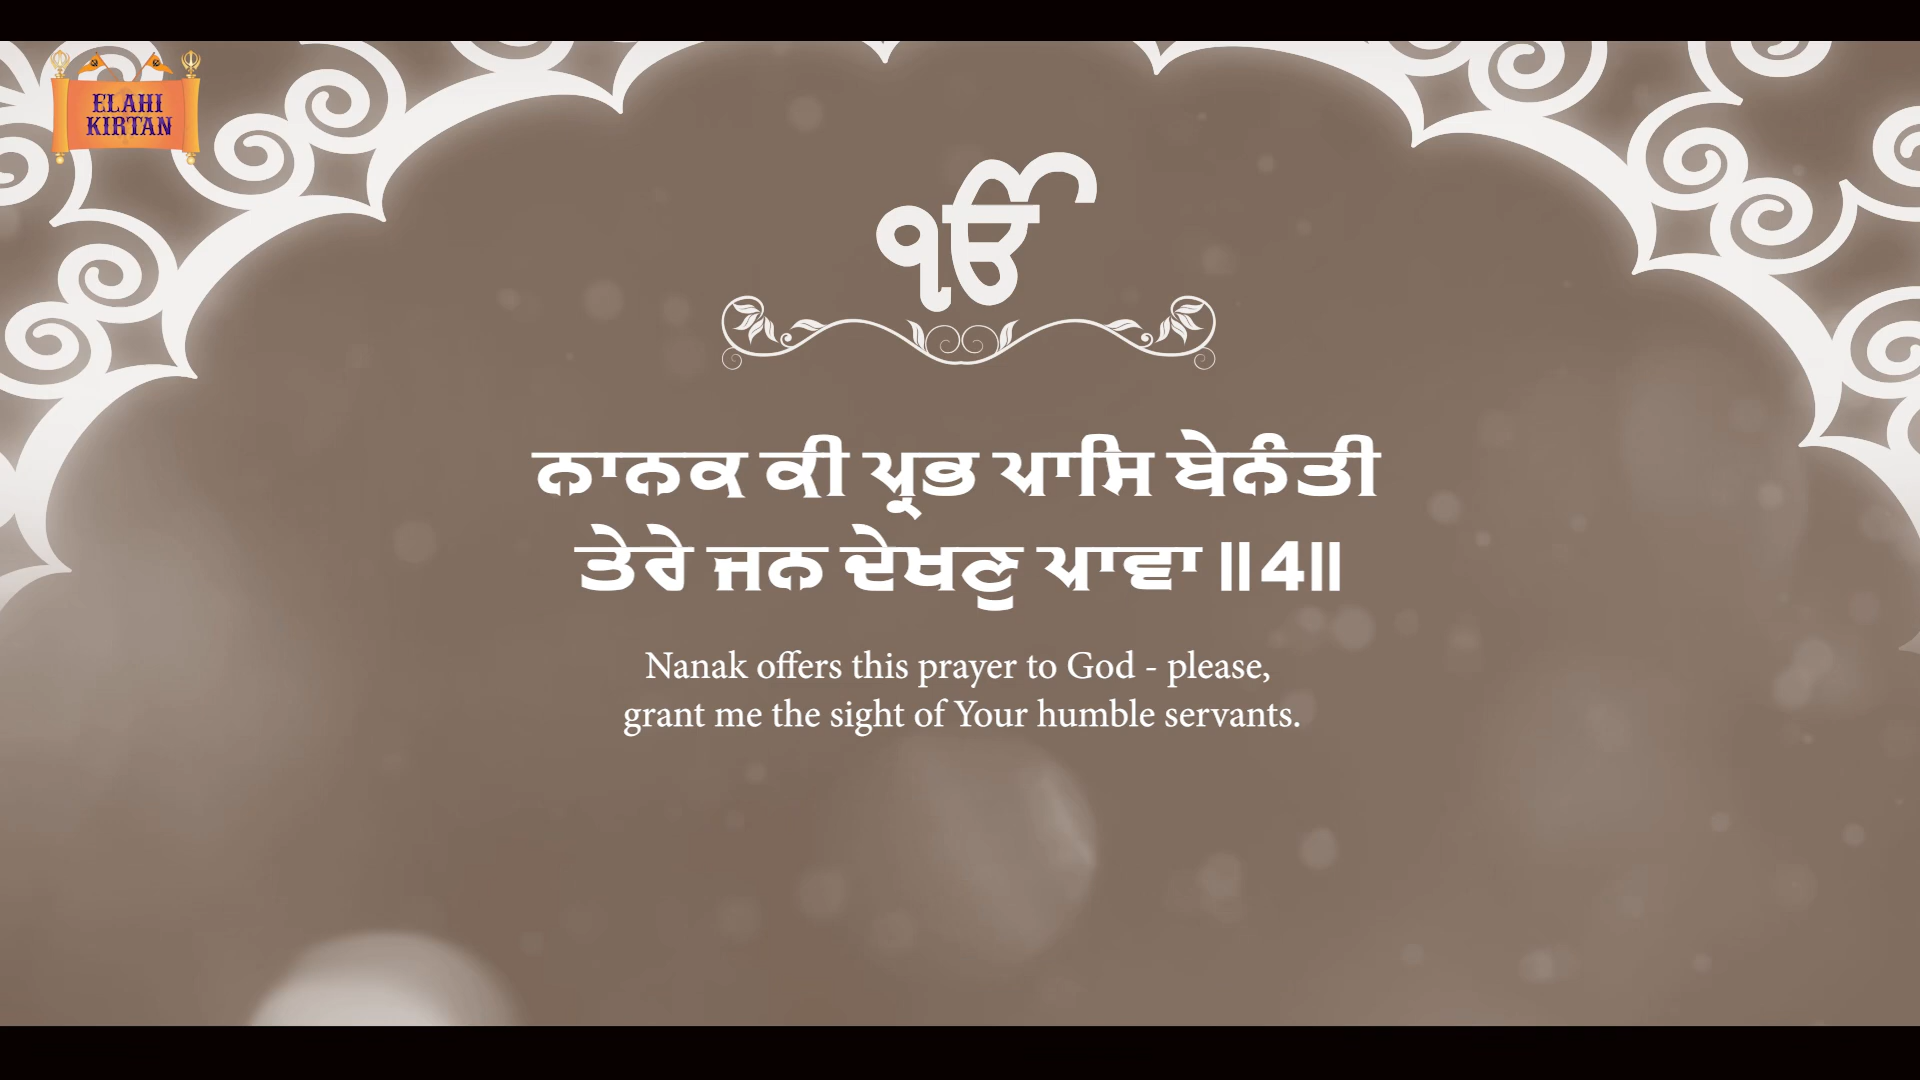 ELAHI
KIRTAN
ੴ
ਨਾਨਕ ਕੀ ਪ੍ਰਭ ਪਾਸਿ ਬੇਨੰਤੀ
ਤੇਰੇ ਜਨ ਦੇਖਣੁ ਪਾਵਾ ॥4॥
Nanak offers this prayer to God - please,
grant me the sight of Your humble servants.